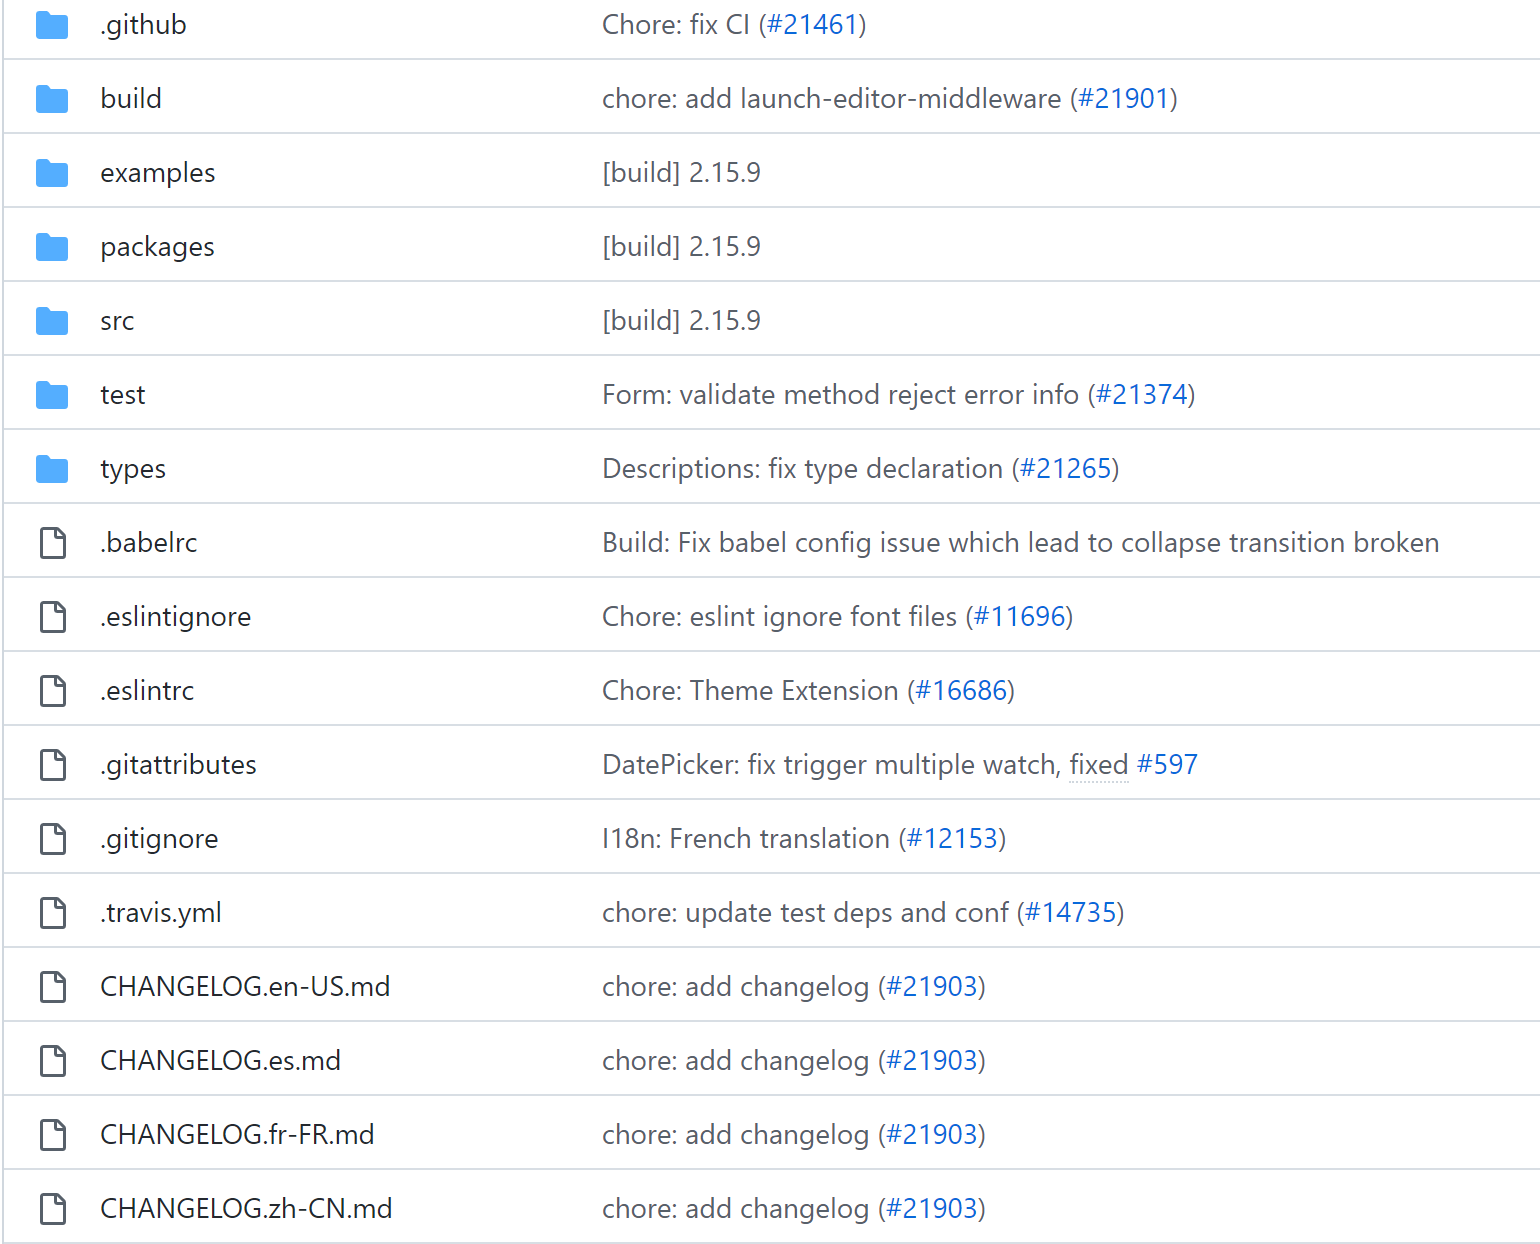 .github Chore: fix CI (#21461)
build chore: add launch-editor-middleware (#21901)
examples [build] 2.15.9
packages [build] 2.15.9
src [build] 2.15.9
test Form: validate method reject error info (#21374)
types Descriptions: fix type declaration (#21265)
.babelrc Build: Fix babel config issue which lead to collapse transition broken
.eslintignore Chore: eslint ignore font files (#11696)
.eslintrc Chore: Theme Extension (#16686)
.gitattributes DatePicker: fix trigger multiple watch, fixed #597
.gitignore I18n: French translation (#12153)
.travis.yml chore: update test deps and conf (#14735)
CHANGELOG.en-US.md chore: add changelog (#21903)
CHANGELOG.es.md chore: add changelog (#21903)
CHANGELOG.fr-FR.md chore: add changelog (#21903)
CHANGELOG.zh-CN.md chore: add changelog (#21903)